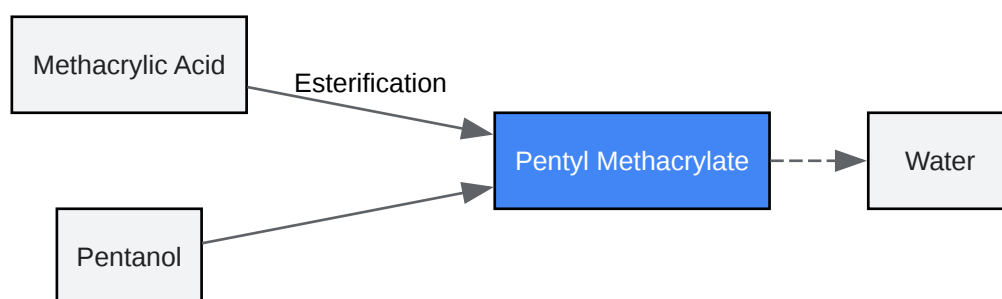 Methacrylic Acid
Esterification
Pentyl Methacrylate
Water
Pentanol